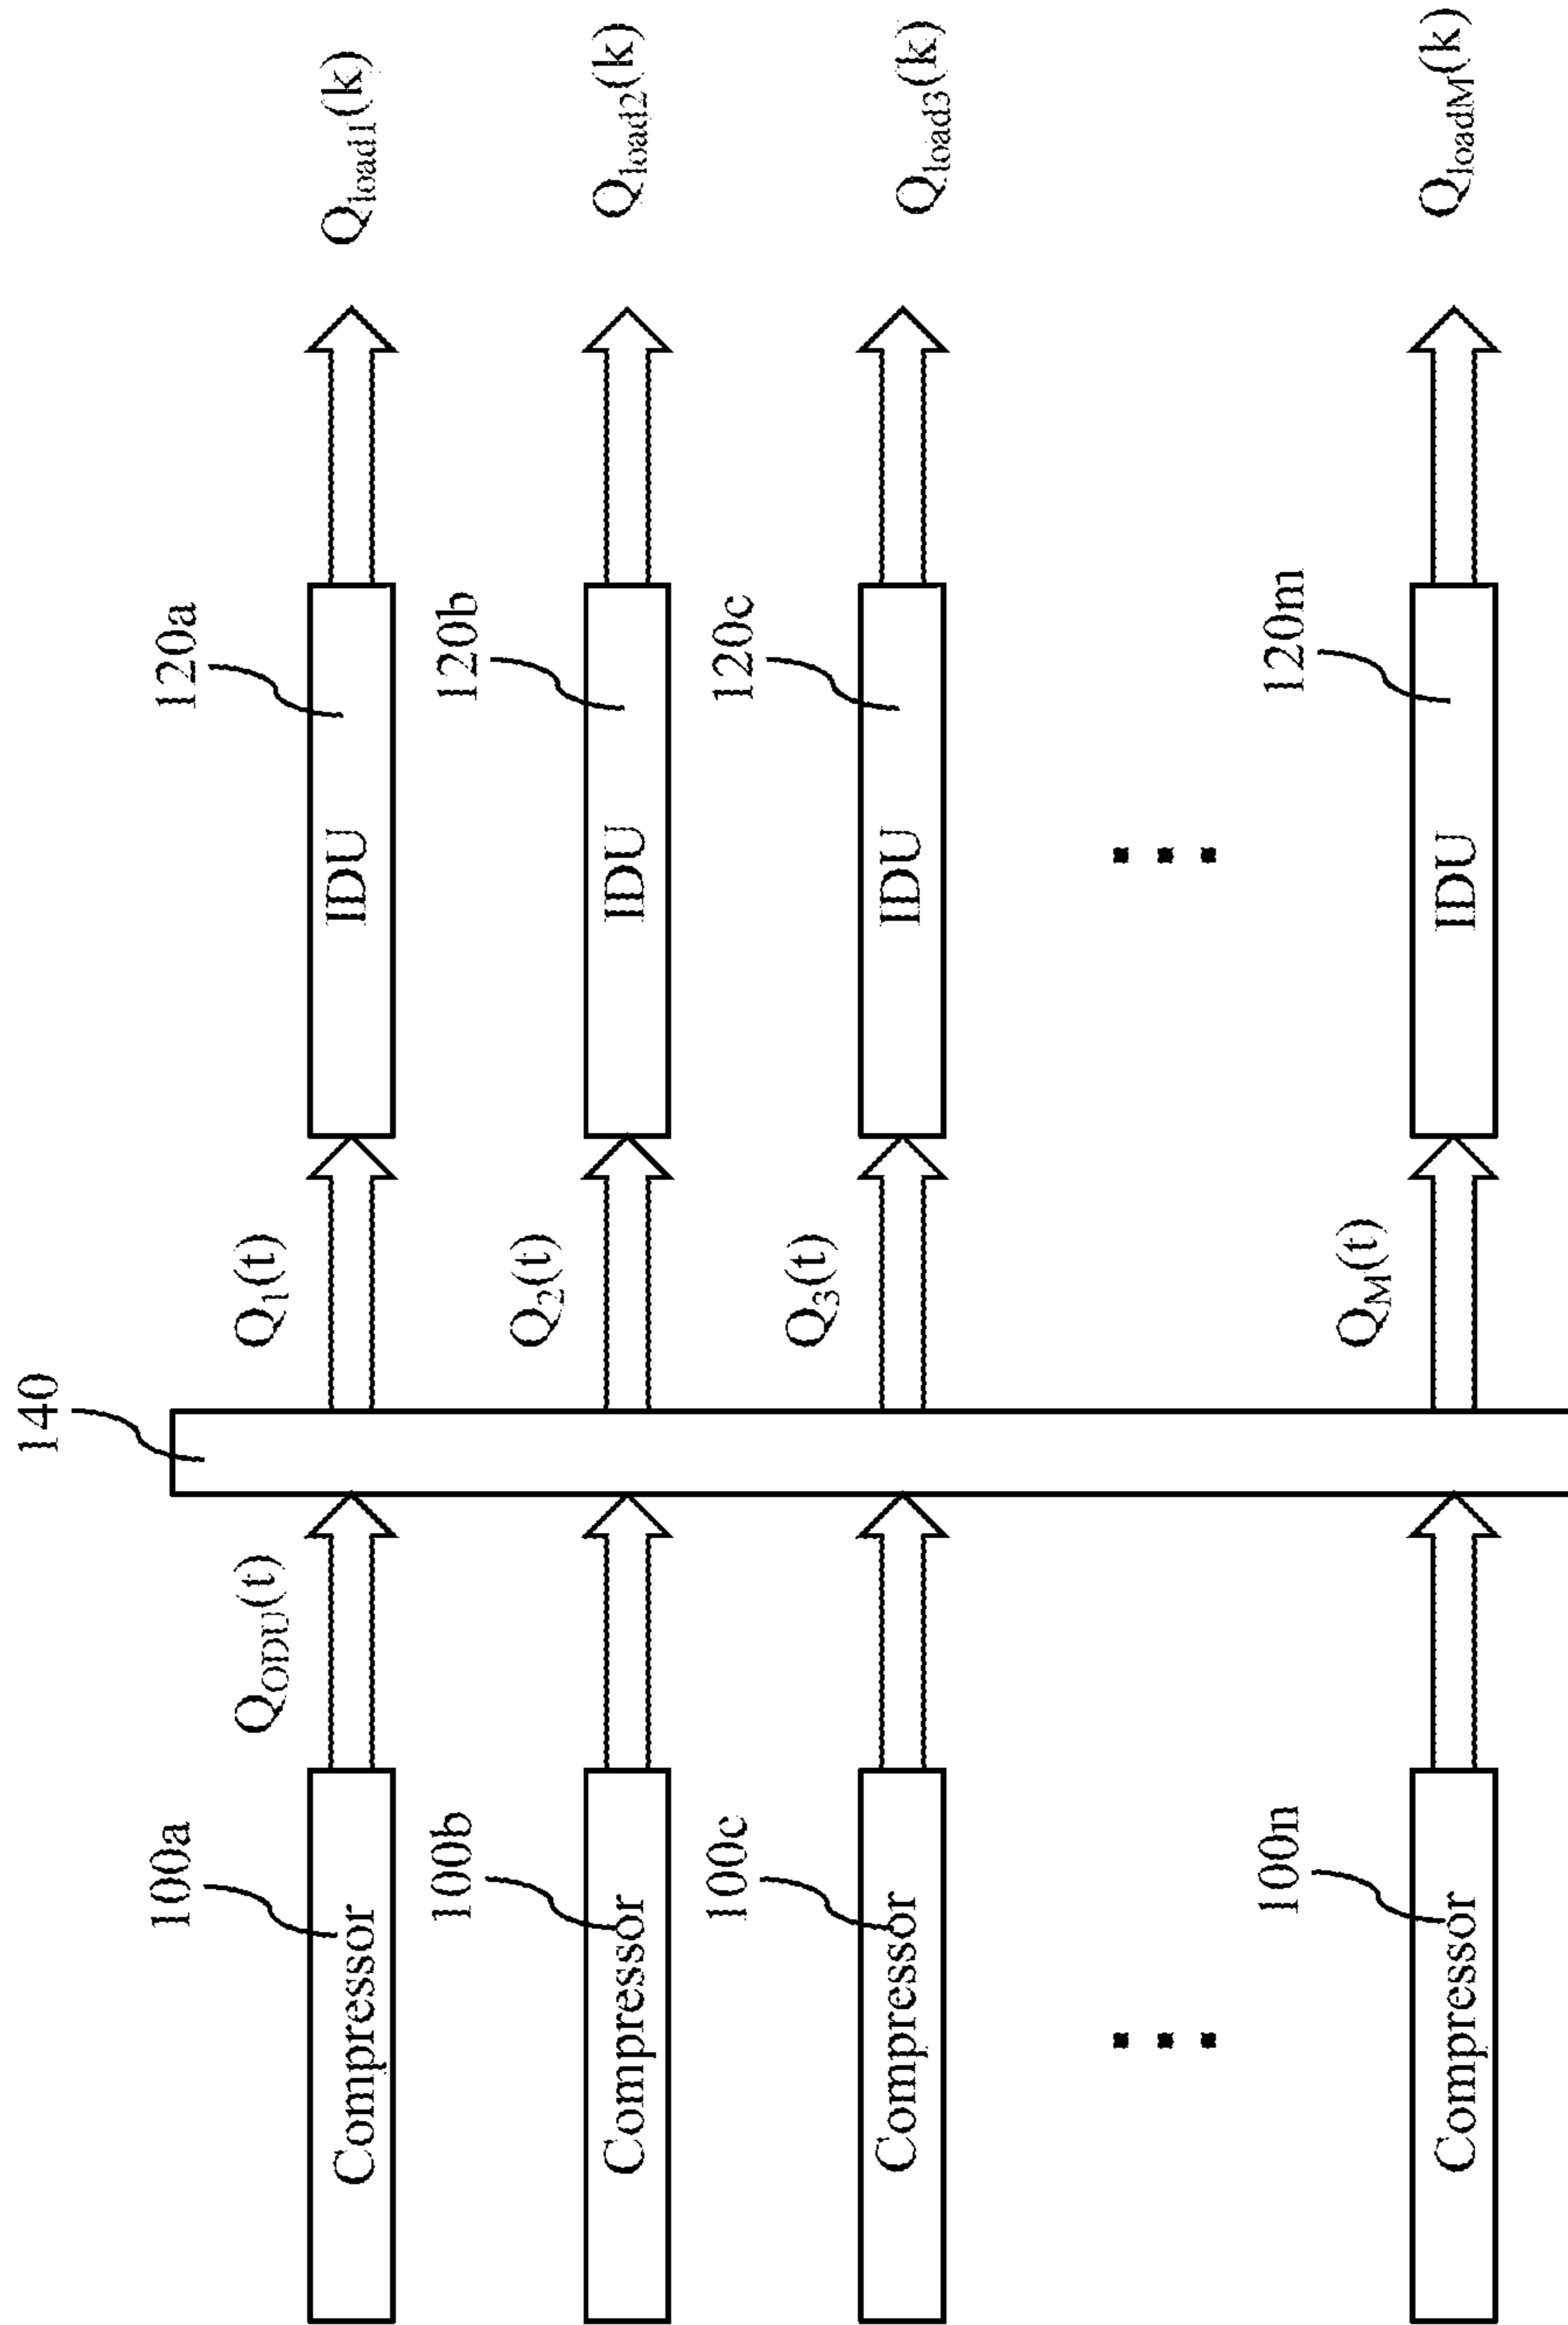 140
100a
Compressor
Q_ODU(t)
Q_1(t)
120a
IDU
Q_load1(k)
100b
Compressor
Q_2(t)
120b
IDU
Q_load2(k)
100c
Compressor
Q_3(t)
120c
IDU
Q_load3(k)
100n
Compressor
Q_M(t)
120m
IDU
Q_loadM(k)